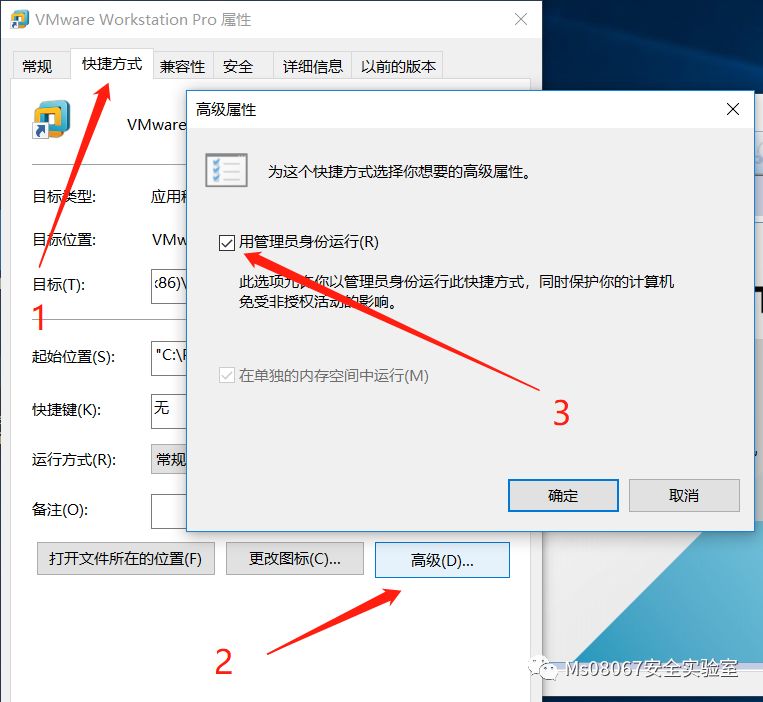 VMware Workstation Pro 属性
常规
快捷方式
兼容性
安全
详细信息
以前的版本
高级属性
VMware
为这个快捷方式选择你想要的高级属性。
目标类型:
应用
用管理员身份运行(R)
目标位置:
VMw
此选项允许你以管理员身份运行此快捷方式，同时保护你的计算机
免受非授权活动的影响。
目标(T):
:86)\
1
起始位置(S):
"C:\
在单独的内存空间中运行(M)
快捷键(K):
无
3
运行方式(R):
常规
备注(O):
确定
取消
打开文件所在的位置(F)
更改图标(C)...
高级(D)...
2
Ms08067安全实验室